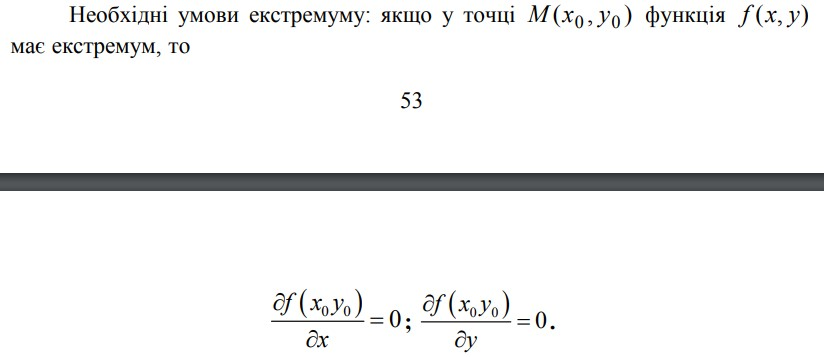 Необхідні умови екстремуму: якщо у точці M(x₀, y₀) функція f(x, y)
має екстремум, то
53
∂f(x₀y₀)/∂x = 0; ∂f(x₀y₀)/∂y = 0.